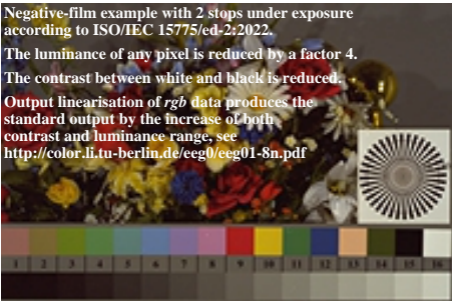 Negative-film example with 2 stops under exposure
according to ISO/IEC 15775/ed-2:2022.
The luminance of any pixel is reduced by a factor 4.
The contrast between white and black is reduced.
Output linearisation of rgb data produces the
standard output by the increase of both
contrast and luminance range, see
http://color.li.tu-berlin.de/eeg0/eeg01-8n.pdf
1 2 3 4 5 6 7 8 9 10 11 12 13 14 15 16